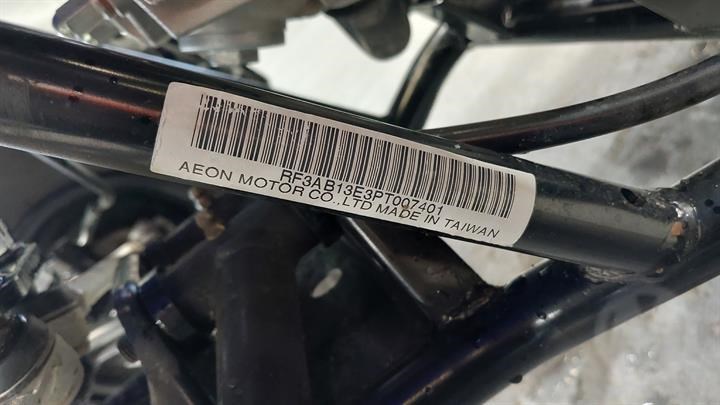 RF3AB13E3PT007401
AEON MOTOR CO.,LTD MADE IN TAIWAN